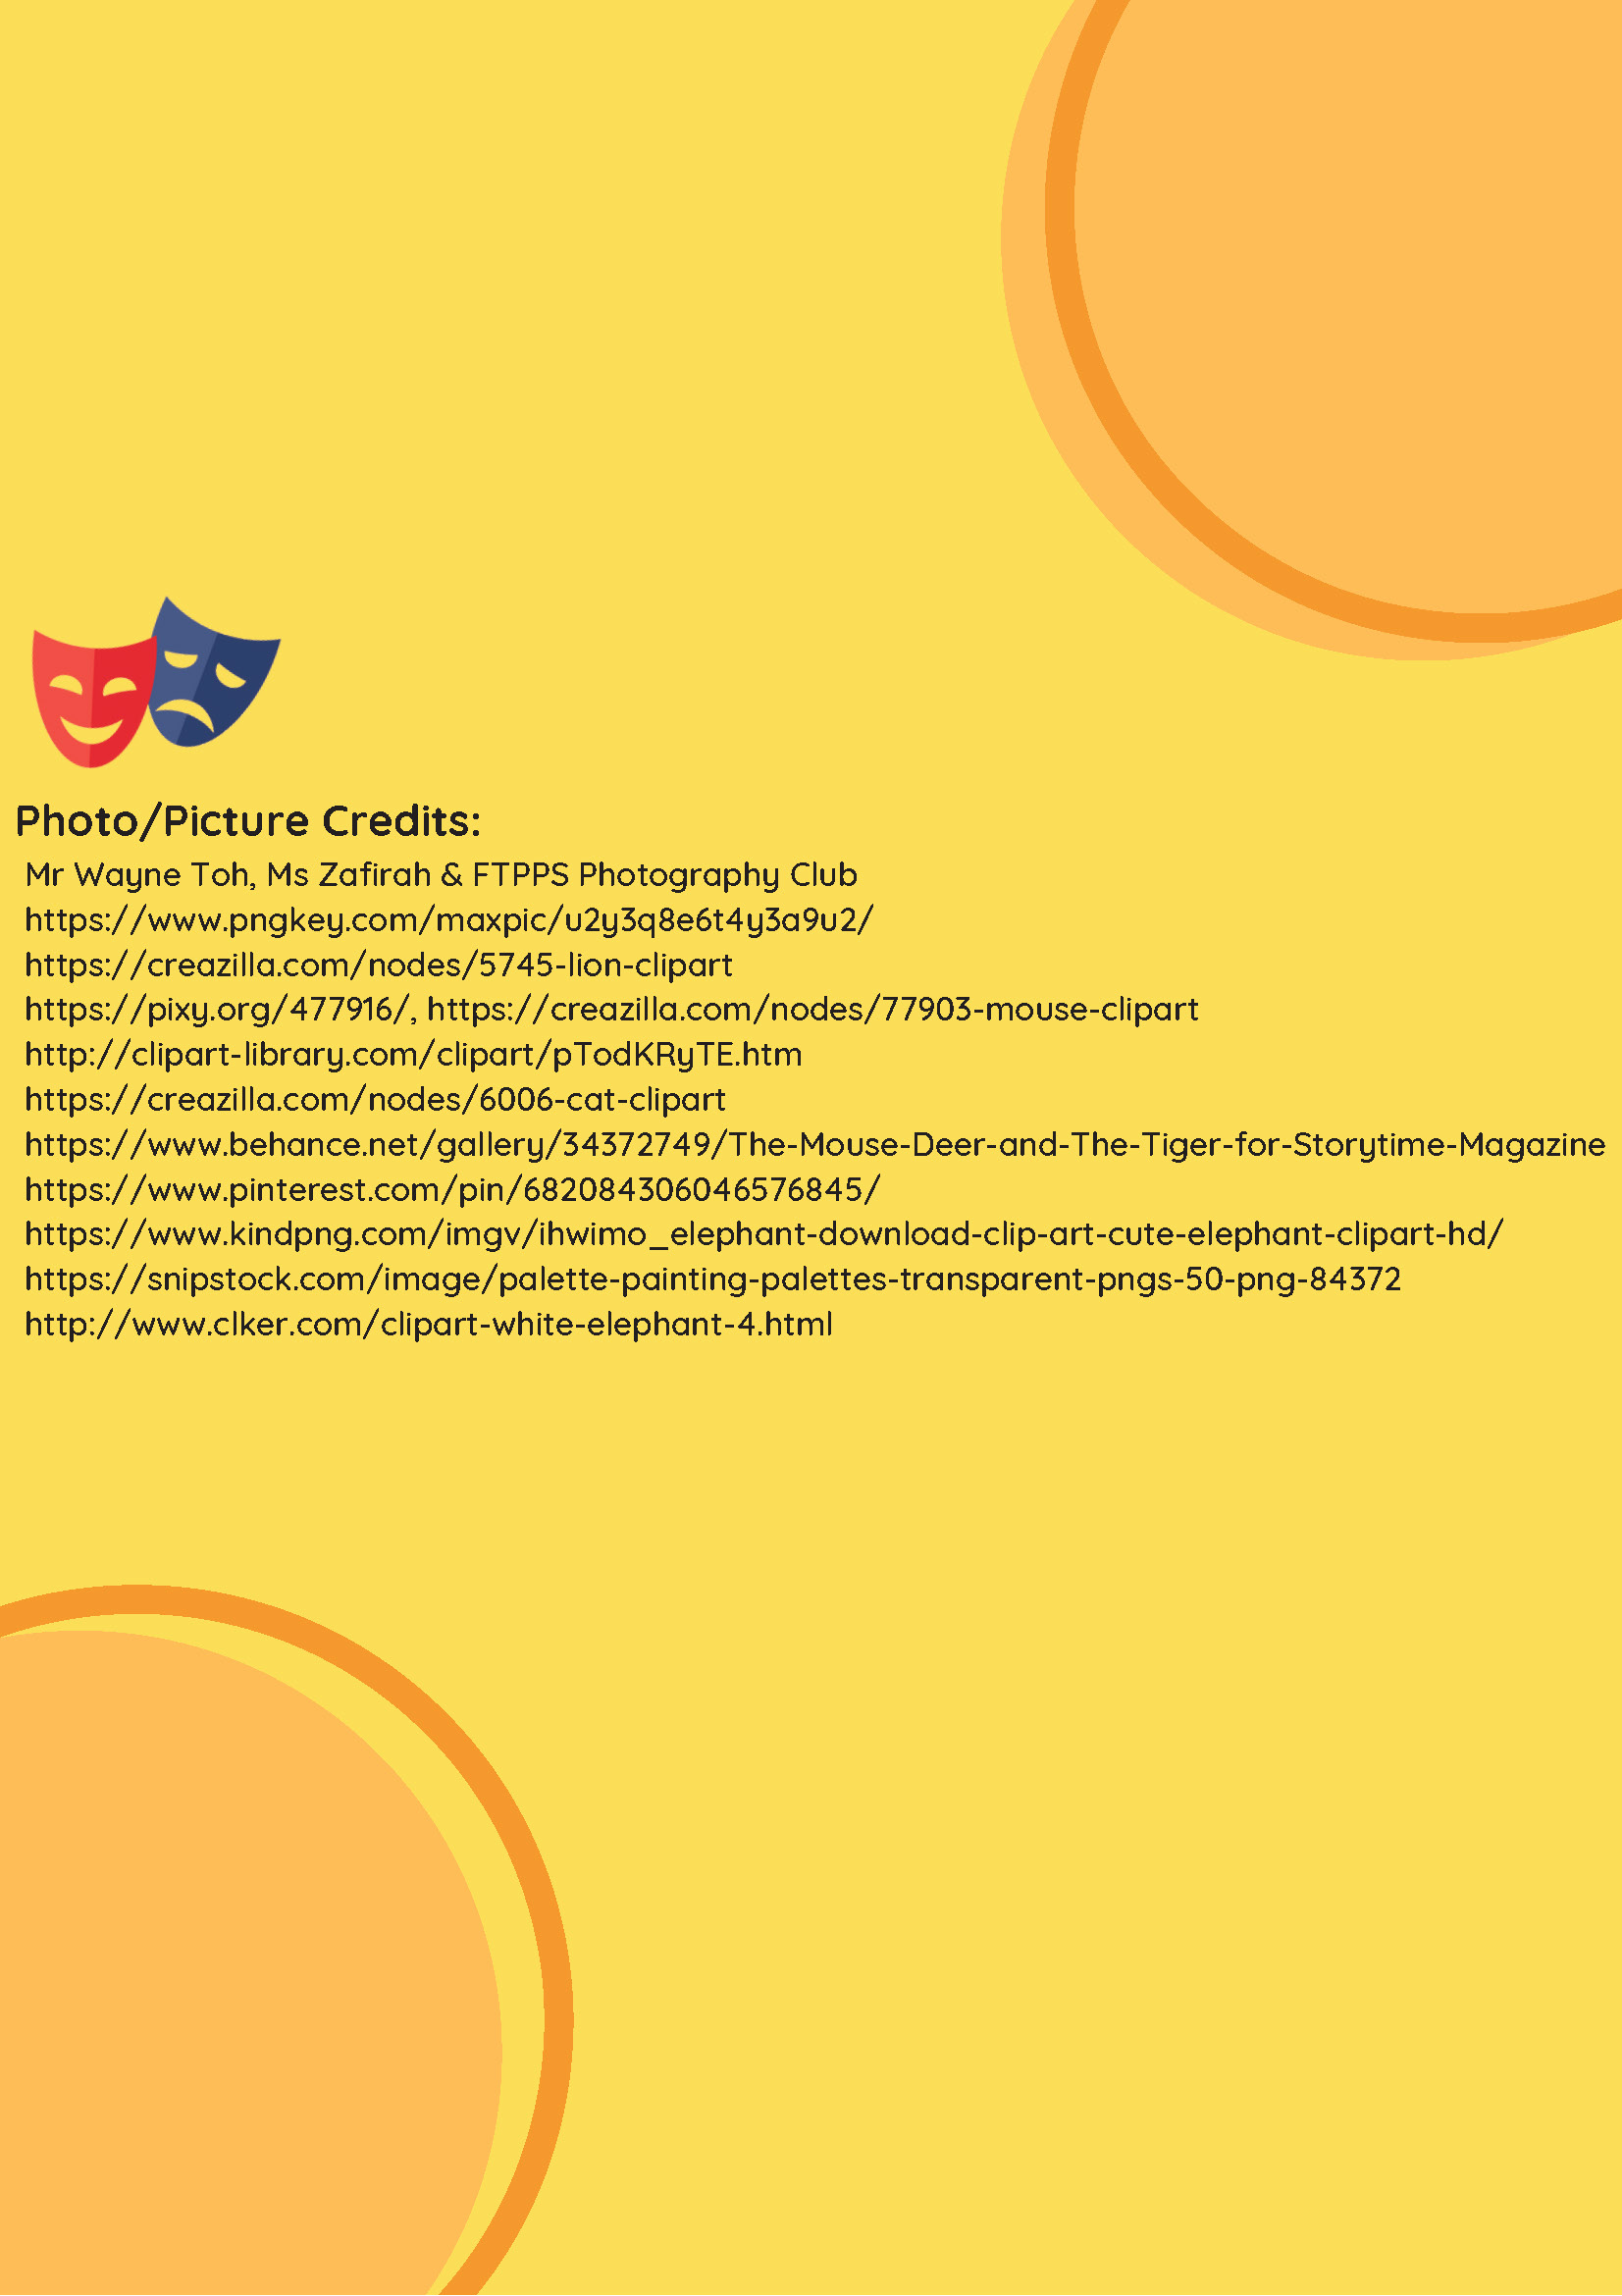 Photo/Picture Credits:
Mr Wayne Toh, Ms Zafirah & FTPPS Photography Club
https://www.pngkey.com/maxpic/u2y3q8e6t4y3a9u2/
https://creazilla.com/nodes/5745-lion-clipart
https://pixy.org/477916/, https://creazilla.com/nodes/77903-mouse-clipart
http://clipart-library.com/clipart/pTodKRyTE.htm
https://creazilla.com/nodes/6006-cat-clipart
https://www.behance.net/gallery/34372749/The-Mouse-Deer-and-The-Tiger-for-Storytime-Magazine
https://www.pinterest.com/pin/682084306046576845/
https://www.kindpng.com/imgv/ihwimo_elephant-download-clip-art-cute-elephant-clipart-hd/
https://snipstock.com/image/palette-painting-palettes-transparent-pngs-50-png-84372
http://www.clker.com/clipart-white-elephant-4.html